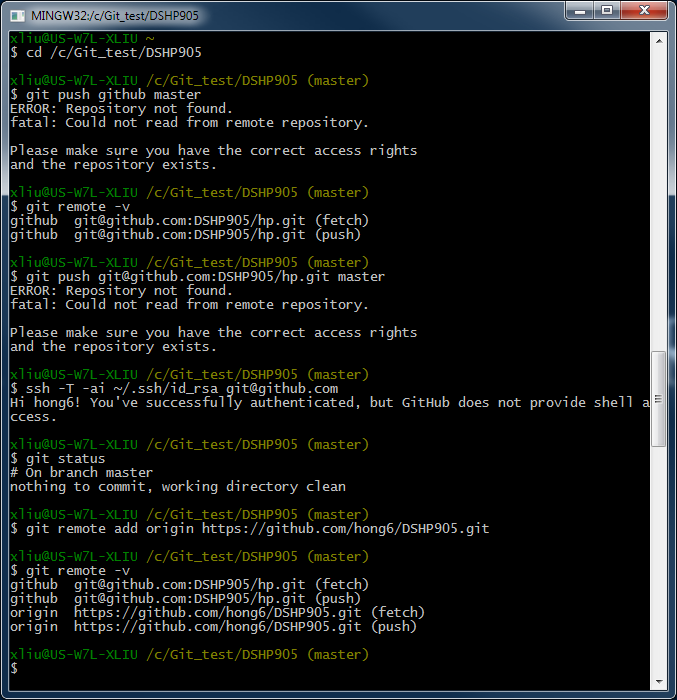 MINGW32:/c/Git_test/DSHP905
xliu@US-W7L-XLIU ~
$ cd /c/Git_test/DSHP905
xliu@US-W7L-XLIU /c/Git_test/DSHP905 (master)
$ git push github master
ERROR: Repository not found.
fatal: Could not read from remote repository.
Please make sure you have the correct access rights
and the repository exists.
xliu@US-W7L-XLIU /c/Git_test/DSHP905 (master)
$ git remote -v
github  git@github.com:DSHP905/hp.git (fetch)
github  git@github.com:DSHP905/hp.git (push)
xliu@US-W7L-XLIU /c/Git_test/DSHP905 (master)
$ git push git@github.com:DSHP905/hp.git master
ERROR: Repository not found.
fatal: Could not read from remote repository.
Please make sure you have the correct access rights
and the repository exists.
xliu@US-W7L-XLIU /c/Git_test/DSHP905 (master)
$ ssh -T -ai ~/.ssh/id_rsa git@github.com
Hi hong6! You've successfully authenticated, but GitHub does not provide shell a
ccess.
xliu@US-W7L-XLIU /c/Git_test/DSHP905 (master)
$ git status
# On branch master
nothing to commit, working directory clean
xliu@US-W7L-XLIU /c/Git_test/DSHP905 (master)
$ git remote add origin https://github.com/hong6/DSHP905.git
xliu@US-W7L-XLIU /c/Git_test/DSHP905 (master)
$ git remote -v
github  git@github.com:DSHP905/hp.git (fetch)
github  git@github.com:DSHP905/hp.git (push)
origin  https://github.com/hong6/DSHP905.git (fetch)
origin  https://github.com/hong6/DSHP905.git (push)
xliu@US-W7L-XLIU /c/Git_test/DSHP905 (master)
$